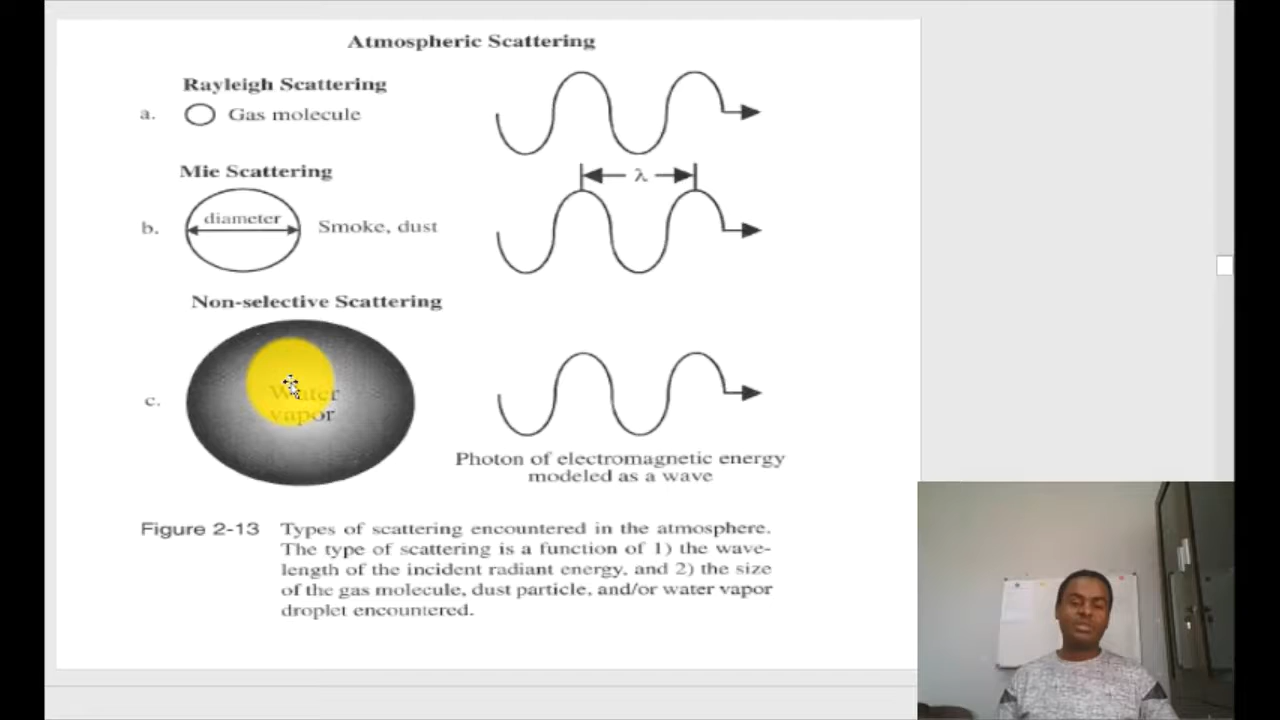 Atmospheric Scattering
Rayleigh Scattering
a.
Gas molecule
Mie Scattering
λ
b.
diameter
Smoke, dust
Non-selective Scattering
c.
Water
vapor
Photon of electromagnetic energy
modeled as a wave
Figure 2-13 Types of scattering encountered in the atmosphere.
The type of scattering is a function of 1) the wave-
length of the incident radiant energy, and 2) the size
of the gas molecule, dust particle, and/or water vapor
droplet encountered.